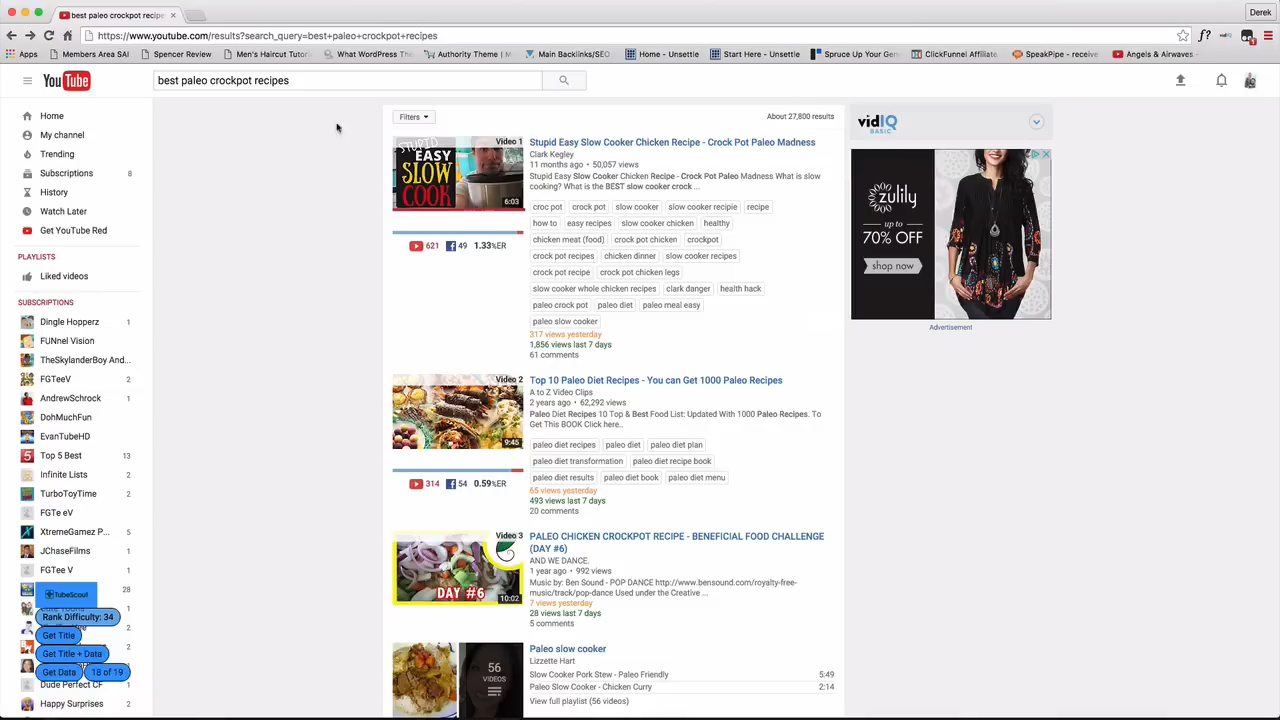 best paleo crockpot recipe
Derek
https://www.youtube.com/results?search_query=best+paleo+crockpot+recipes
Apps
Members Area SAI
Spencer Review
Men's Haircut Tutor
What WordPress Th
Authority Theme | M
Main Backlinks/SEO
Home - Unsettle
Start Here - Unsettle
Spruce Up Your Gen
ClickFunnel Affiliate
SpeakPipe - receive
Angels & Airwaves -
YouTube
best paleo crockpot recipes
Home
My channel
Trending
Subscriptions 8
History
Watch Later
Get YouTube Red
PLAYLISTS
Liked videos
SUBSCRIPTIONS
Dingle Hopperz 1
FUNnel Vision
TheSkylanderBoy And...
FGTeeV 2
AndrewSchrock 1
DohMuchFun
EvanTubeHD
Top 5 Best 13
Infinite Lists 2
TurboToyTime 2
FGTe eV
XtremeGamez P... 5
JChaseFilms 1
FGTee V 1
TubeScout 28
1
Rank Difficulty: 34
2
Get Title
1
Get Title + Data
2
Get Data
18 of 19
Dude Perfect CF 1
Happy Surprises 2
Filters
About 27,800 results
Video 1
STUPID
EASY
SLOW
COOK
6:03
621
49
1.33%ER
Stupid Easy Slow Cooker Chicken Recipe - Crock Pot Paleo Madness
Clark Kegley
11 months ago • 50,057 views
Stupid Easy Slow Cooker Chicken Recipe - Crock Pot Paleo Madness What is slow
cooking? What is the BEST slow cooker crock ...
croc pot
crock pot
slow cooker
slow cooker recipie
recipe
how to
easy recipes
slow cooker chicken
healthy
chicken meat (food)
crock pot chicken
crockpot
crock pot recipes
chicken dinner
slow cooker recipes
crock pot recipe
crock pot chicken legs
slow cooker whole chicken recipes
clark danger
health hack
paleo crock pot
paleo diet
paleo meal easy
paleo slow cooker
317 views yesterday
1,856 views last 7 days
61 comments
Video 2
9:45
314
54
0.59%ER
Top 10 Paleo Diet Recipes - You can Get 1000 Paleo Recipes
A to Z Video Clips
2 years ago • 62,292 views
Paleo Diet Recipes 10 Top & Best Food List: Updated With 1000 Paleo Recipes. To
Get This BOOK Click here..
paleo diet recipes
paleo diet
paleo diet plan
paleo diet transformation
paleo diet recipe book
paleo diet results
paleo diet book
paleo diet menu
65 views yesterday
493 views last 7 days
20 comments
Video 3
DAY #6
10:02
PALEO CHICKEN CROCKPOT RECIPE - BENEFICIAL FOOD CHALLENGE
(DAY #6)
AND WE DANCE.
1 year ago • 992 views
Music by: Ben Sound - POP DANCE http://www.bensound.com/royalty-free-
music/track/pop-dance Used under the Creative ...
7 views yesterday
28 views last 7 days
5 comments
56
VIDEOS
Paleo slow cooker
Lizzette Hart
Slow Cooker Pork Stew - Paleo Friendly 5:49
Paleo Slow Cooker - Chicken Curry 2:14
View full playlist (56 videos)
vidIQ
BASIC
zulily
up to
70% OFF
shop now
Advertisement